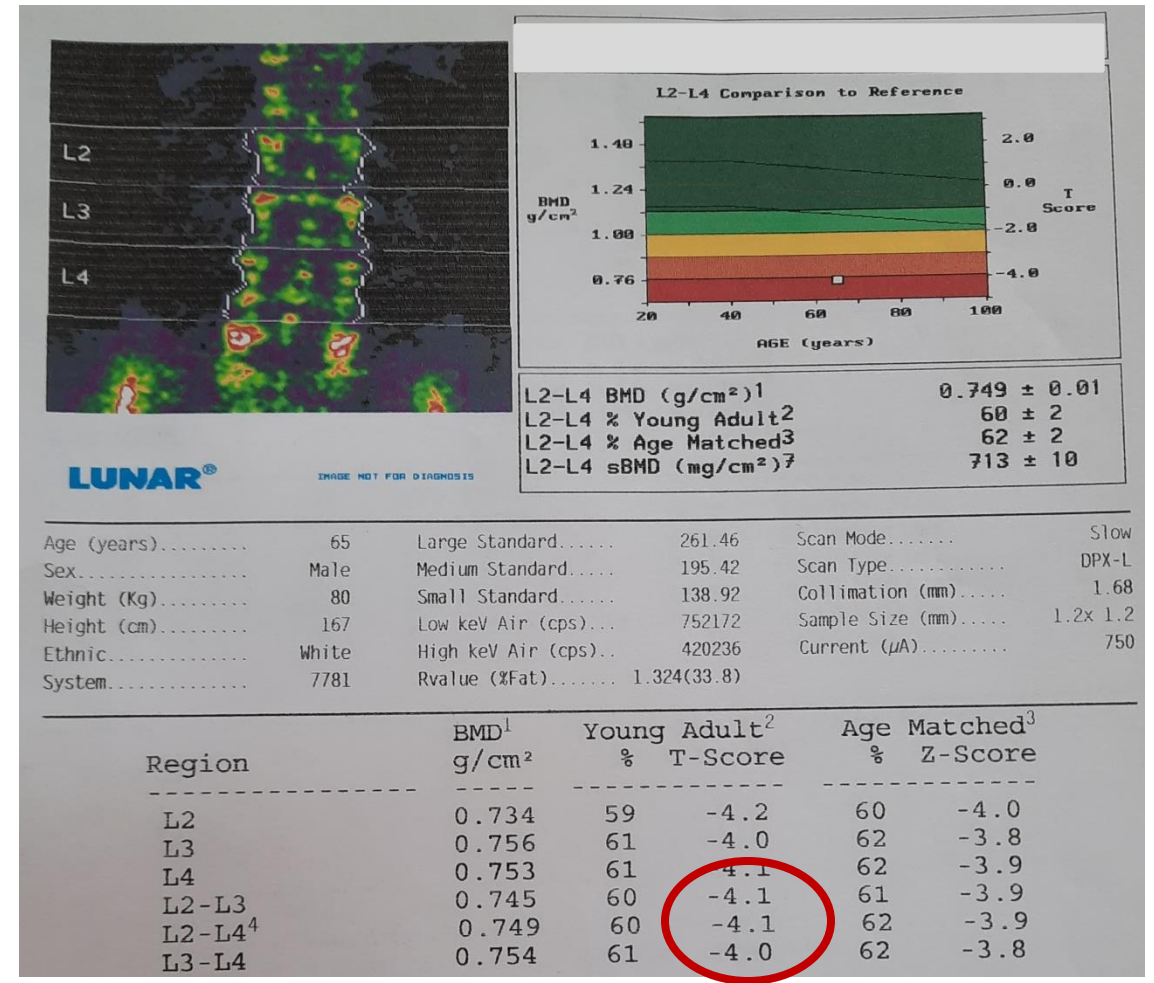 L2
L3
L4
LUNAR®
IMAGE NOT FOR DIAGNOSIS
L2-L4 Comparison to Reference
BMD
g/cm²
1.48
1.24
1.00
0.76
2.0
0.0
-2.0
-4.0
T
Score
20 40 60 80 100
AGE (years)
L2-L4 BMD (g/cm²)1 0.749 ± 0.01
L2-L4 % Young Adult2 60 ± 2
L2-L4 % Age Matched3 62 ± 2
L2-L4 sBMD (mg/cm²)7 713 ± 10
Age (years)......... 65 Large Standard...... 261.46 Scan Mode....... Slow
Sex................. Male Medium Standard..... 195.42 Scan Type............ DPX-L
Weight (Kg)......... 80 Small Standard...... 138.92 Collimation (mm)..... 1.68
Height (cm)......... 167 Low keV Air (cps)... 752172 Sample Size (mm)..... 1.2x 1.2
Ethnic.............. White High keV Air (cps).. 420236 Current (µA)......... 750
System.............. 7781 Rvalue (%Fat)....... 1.324(33.8)
BMD1 Young Adult2 Age Matched3
Region g/cm² % T-Score % Z-Score
L2 0.734 59 -4.2 60 -4.0
L3 0.756 61 -4.0 62 -3.8
L4 0.753 61 -4.1 62 -3.9
L2-L3 0.745 60 -4.1 61 -3.9
L2-L44 0.749 60 -4.1 62 -3.9
L3-L4 0.754 61 -4.0 62 -3.8